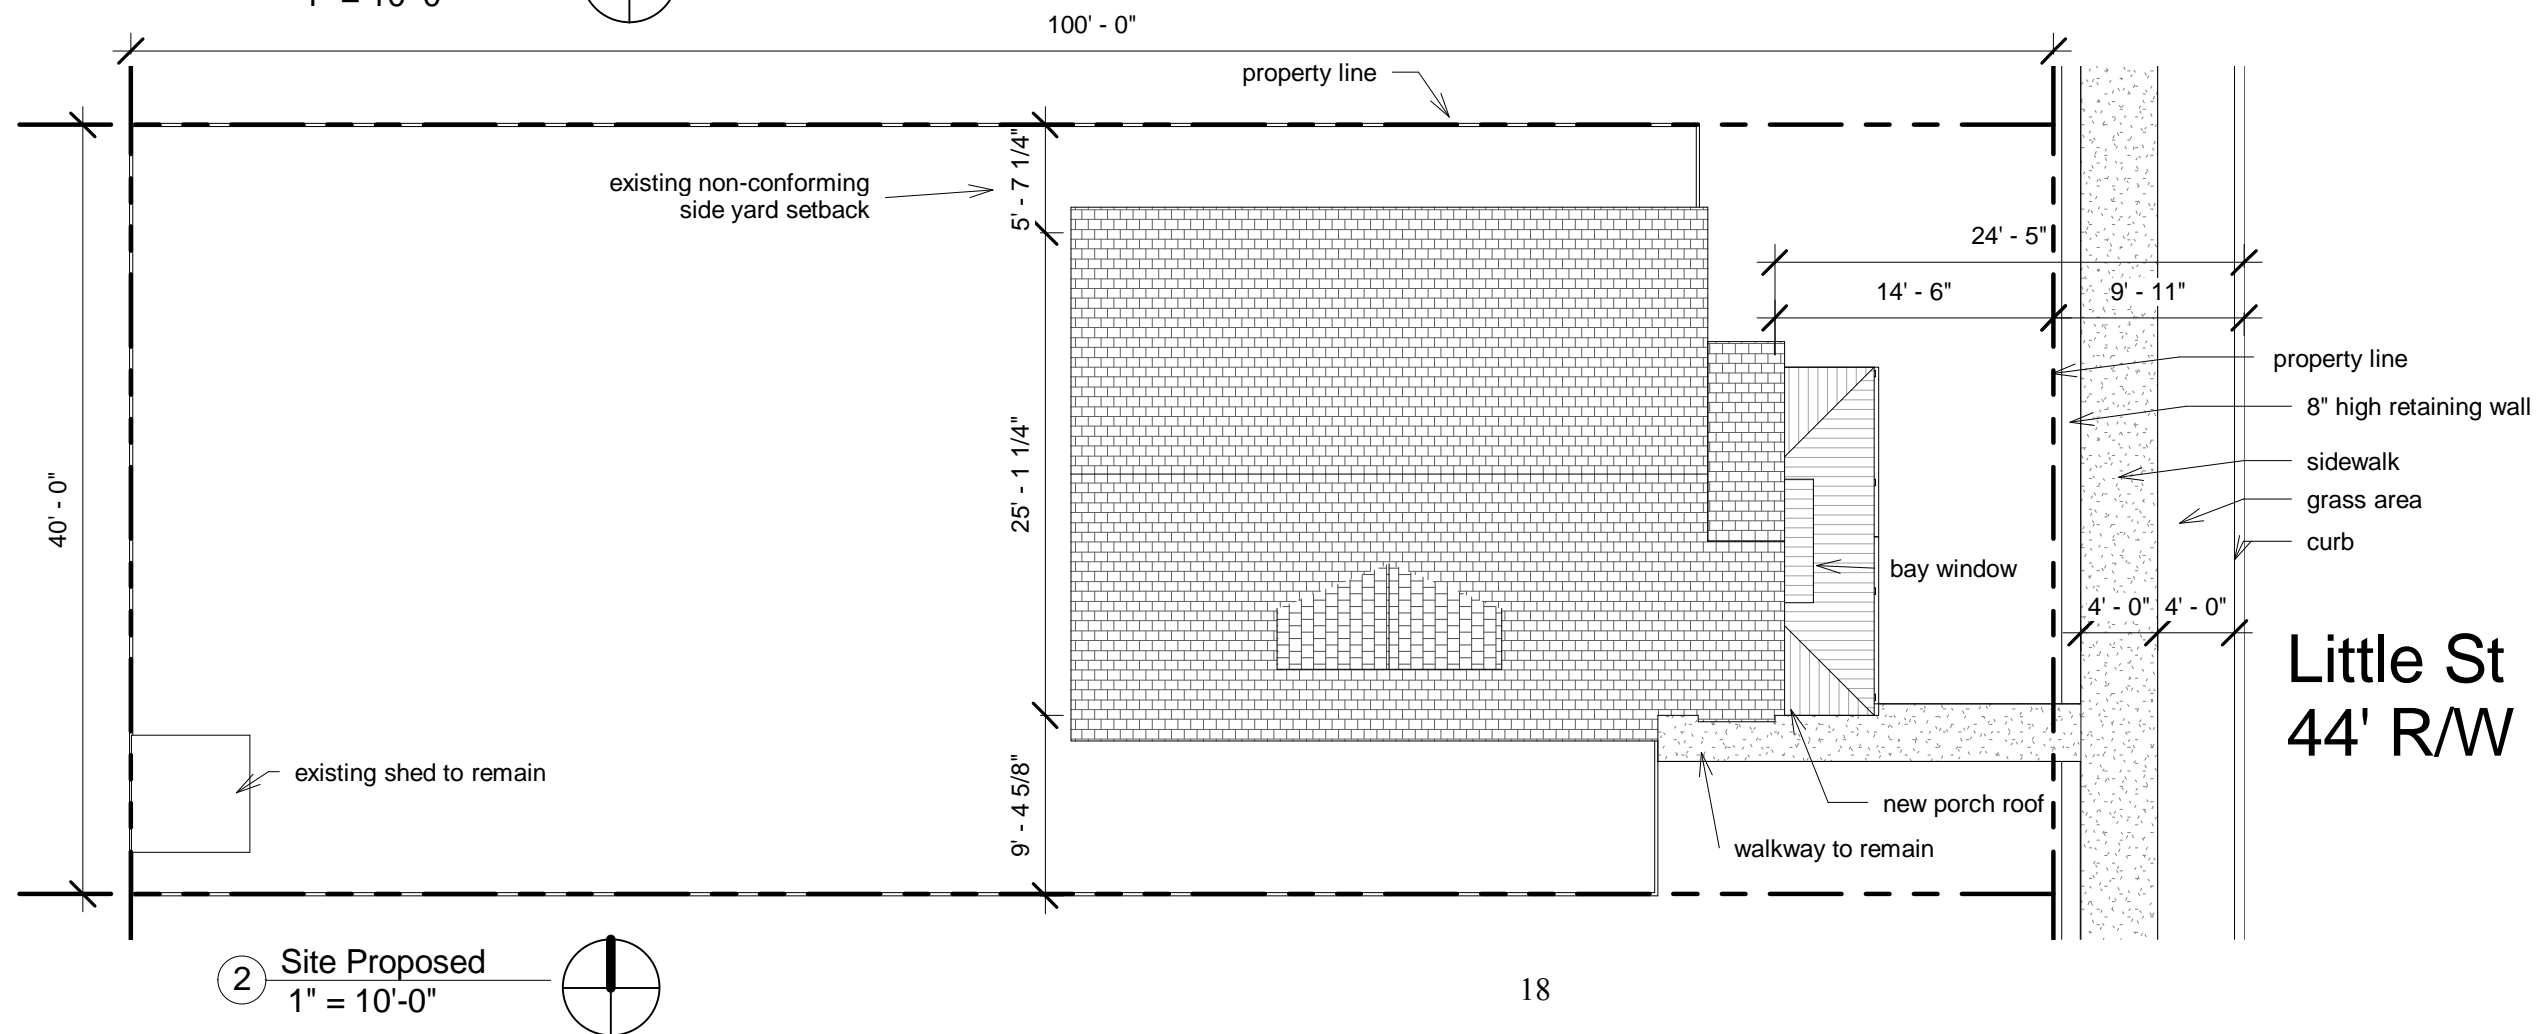 100' - 0"
property line
existing non-conforming
side yard setback
5' - 7 1/4"
24' - 5"
14' - 6"
9' - 11"
property line
8" high retaining wall
sidewalk
grass area
curb
25' - 1 1/4"
40' - 0"
bay window
4' - 0"
4' - 0"
Little St
44' R/W
existing shed to remain
9' - 4 5/8"
new porch roof
walkway to remain
2
Site Proposed
1" = 10'-0"
18